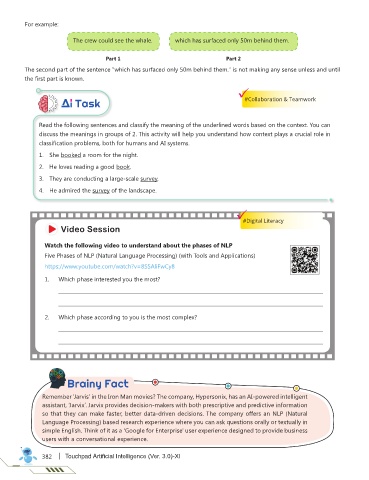 For example:
The crew could see the whale.
which has surfaced only 50m behind them.
Part 1
Part 2
The second part of the sentence "which has surfaced only 50m behind them." is not making any sense unless and until
the first part is known.
Ai Task
#Collaboration & Teamwork
Read the following sentences and classify the meaning of the underlined words based on the context. You can
discuss the meanings in groups of 2. This activity will help you understand how context plays a crucial role in
classification problems, both for humans and AI systems.
1. She booked a room for the night.
2. He loves reading a good book.
3. They are conducting a large-scale survey.
4. He admired the survey of the landscape.
#Digital Literacy
Video Session
Watch the following video to understand about the phases of NLP
Five Phases of NLP (Natural Language Processing) (with Tools and Applications)
1. Which phase interested you the most?
2. Which phase according to you is the most complex?
Brainy Fact
Remember 'Jarvis' in the Iron Man movies? The company, Hypersonix, has an AI-powered intelligent
assistant, 'Jarvis'. Jarvis provides decision-makers with both prescriptive and predictive information
so that they can make faster, better data-driven decisions. The company offers an NLP (Natural
Language Processing) based research experience where you can ask questions orally or textually in
simple English. Think of it as a 'Google for Enterprise' user experience designed to provide business
users with a conversational experience.
382 | Touchpad Artificial Intelligence (Ver. 3.0)-XI